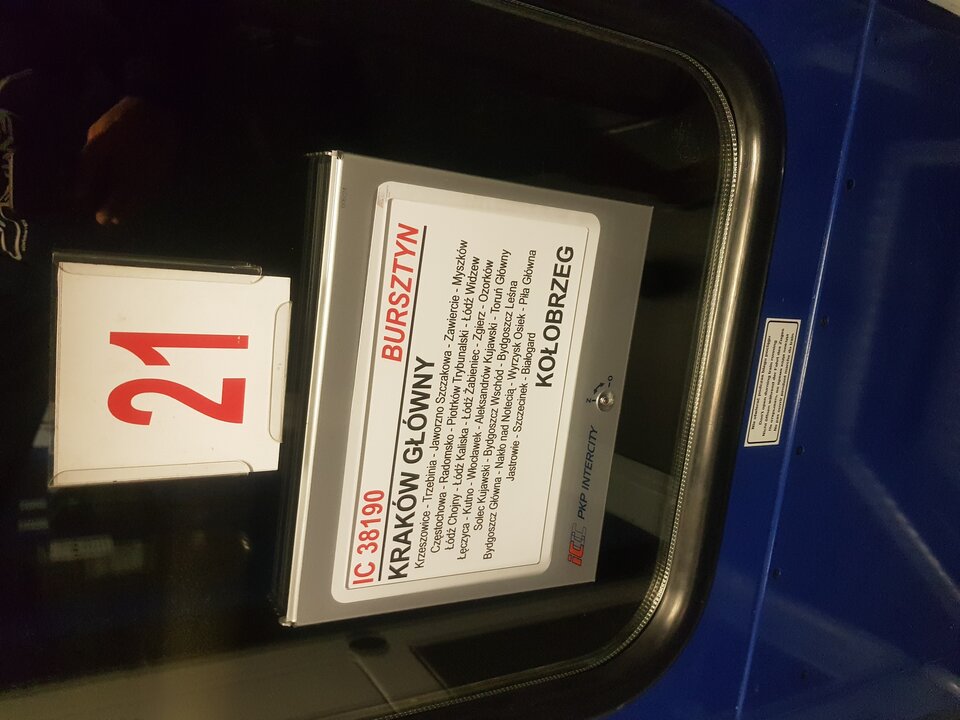 21
IC 38190 BURSZTYN
KRAKÓW GŁÓWNY
Krzeszowice - Trzebinia - Jaworzno Szczakowa - Zawiercie - Myszków
Częstochowa - Radomsko - Piotrków Trybunalski - Łódź Widzew
Łódź Chojny - Łódź Kaliska - Łódź Żabieniec - Zgierz - Ozorków
Łęczyca - Kutno - Włocławek - Aleksandrów Kujawski - Toruń Główny
Solec Kujawski - Bydgoszcz Wschód - Bydgoszcz Leśna
Bydgoszcz Główna - Nakło nad Notecią - Wyrzysk Osiek - Piła Główna
Jastrowie - Szczecinek - Białogard
KOŁOBRZEG
IC PKP INTERCITY
Z O